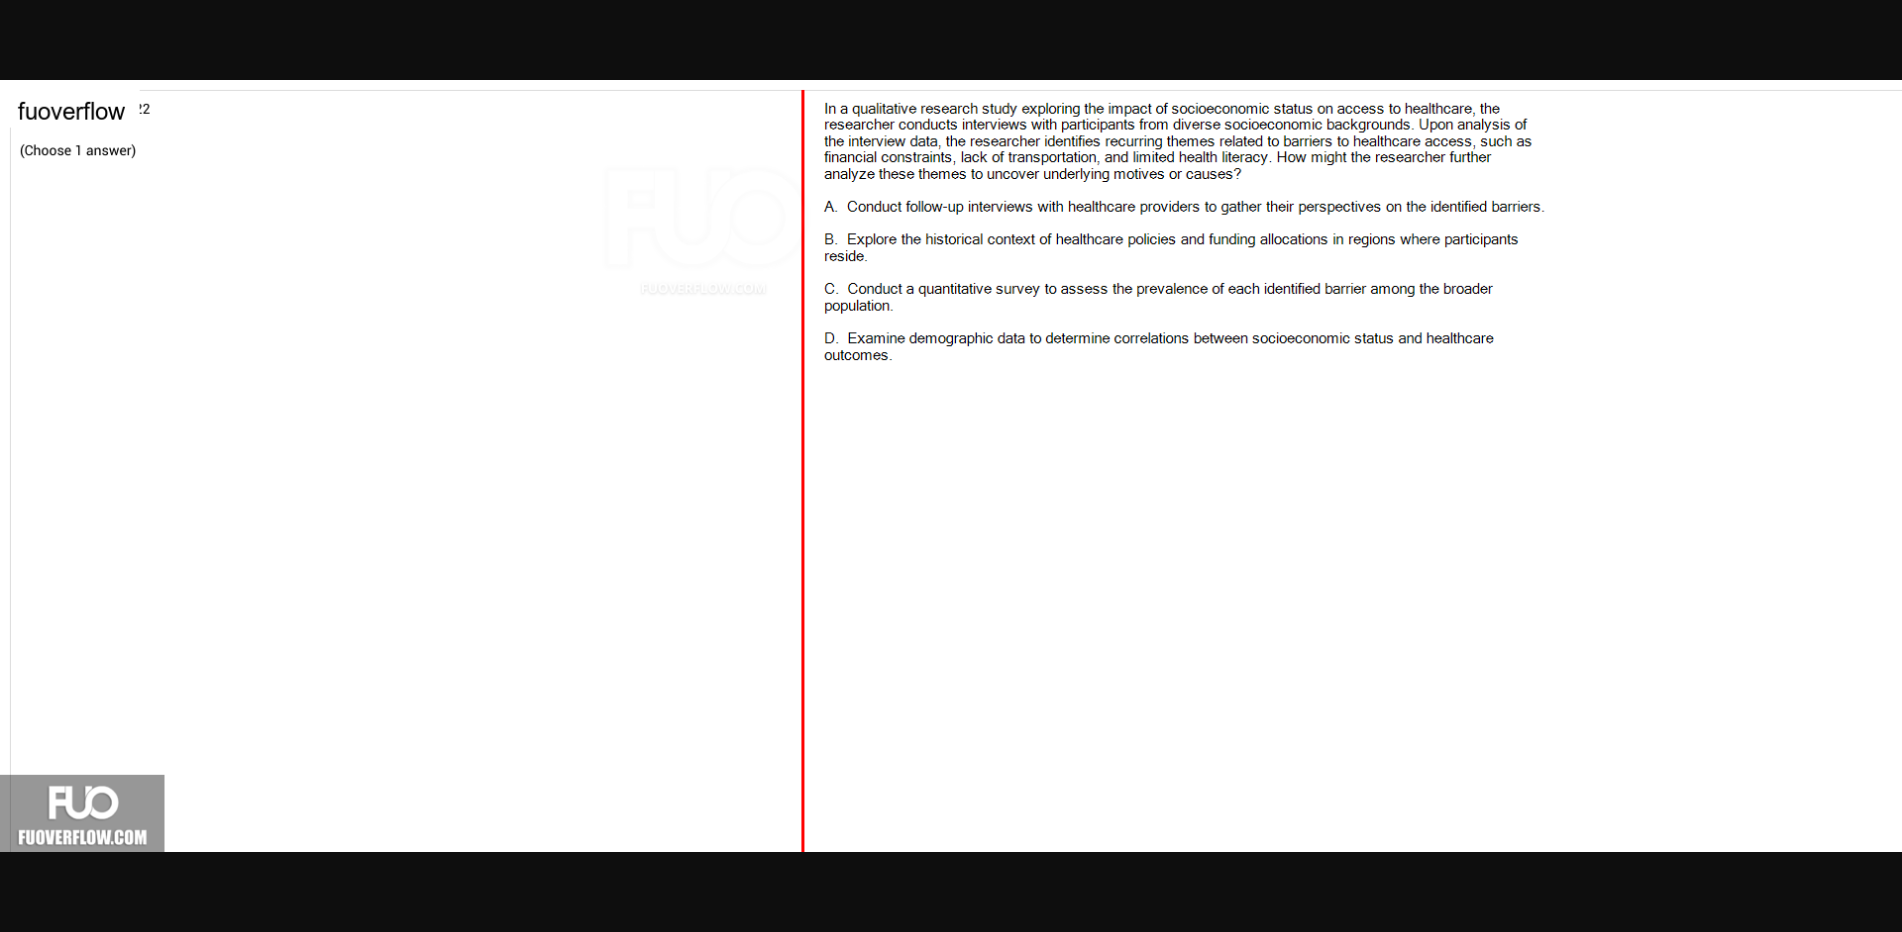 fuoverflow
22
(Choose 1 answer)
FUO
FUOVERFLOW.COM
In a qualitative research study exploring the impact of socioeconomic status on access to healthcare, the
researcher conducts interviews with participants from diverse socioeconomic backgrounds. Upon analysis of
the interview data, the researcher identifies recurring themes related to barriers to healthcare access, such as
financial constraints, lack of transportation, and limited health literacy. How might the researcher further
analyze these themes to uncover underlying motives or causes?
A. Conduct follow-up interviews with healthcare providers to gather their perspectives on the identified barriers.
B. Explore the historical context of healthcare policies and funding allocations in regions where participants
reside.
C. Conduct a quantitative survey to assess the prevalence of each identified barrier among the broader
population.
D. Examine demographic data to determine correlations between socioeconomic status and healthcare
outcomes.
FUO
FUOVERFLOW.COM